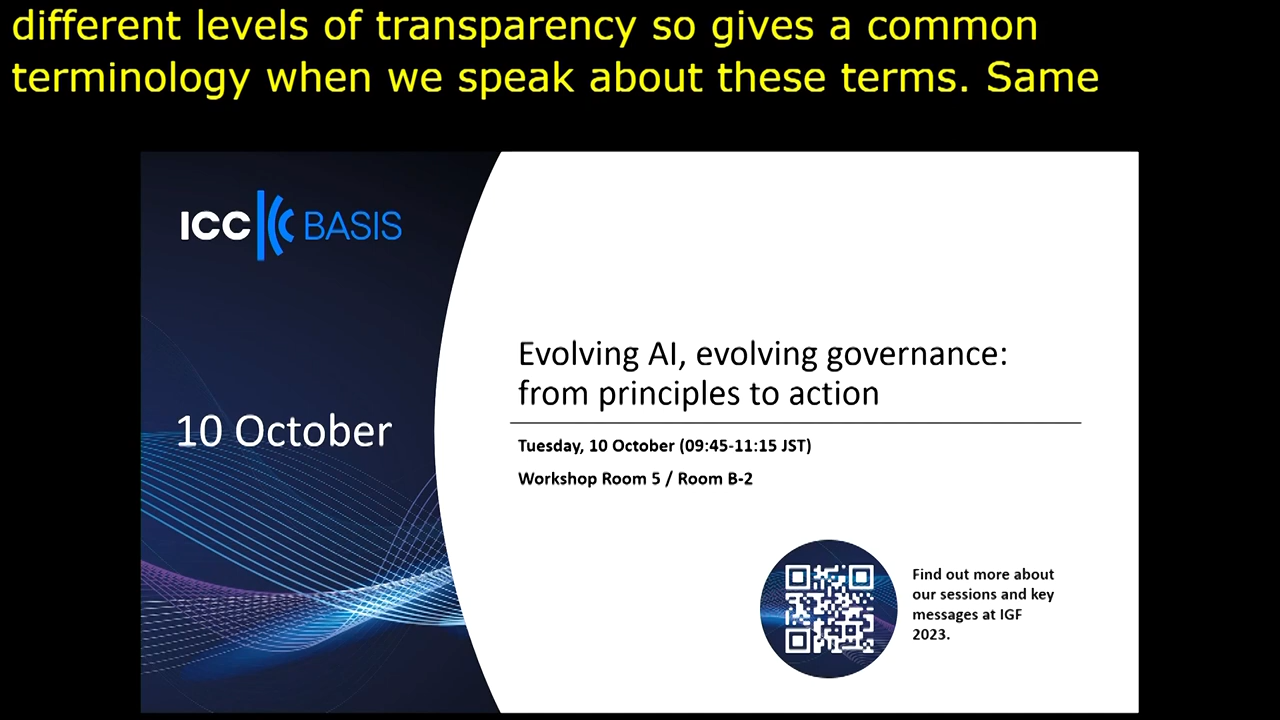 different levels of transparency so gives a common
terminology when we speak about these terms. Same
ICC BASIS
10 October
Evolving AI, evolving governance:
from principles to action
Tuesday, 10 October (09:45-11:15 JST)
Workshop Room 5 / Room B-2
Find out more about
our sessions and key
messages at IGF
2023.